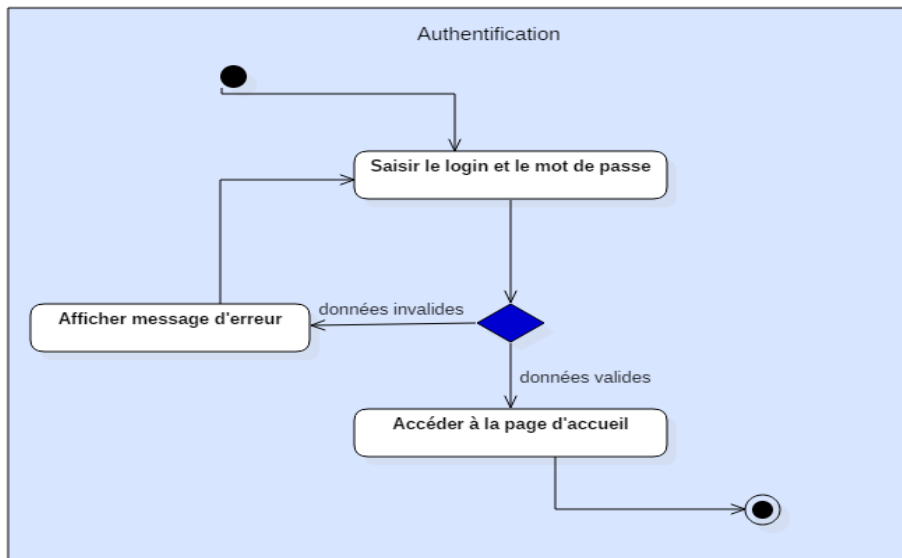 Authentification
Saisir le login et le mot de passe
données invalides
Afficher message d'erreur
données valides
Accéder à la page d'accueil